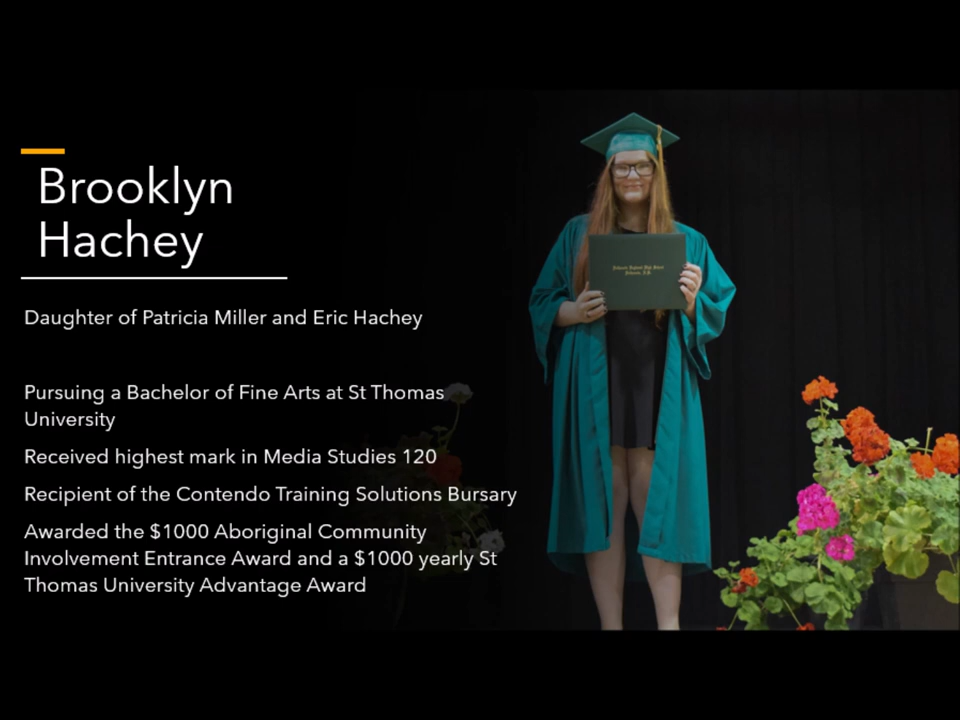 Brooklyn
Hachey
Daughter of Patricia Miller and Eric Hachey
Pursuing a Bachelor of Fine Arts at St Thomas
University
Received highest mark in Media Studies 120
Recipient of the Contendo Training Solutions Bursary
Awarded the $1000 Aboriginal Community
Involvement Entrance Award and a $1000 yearly St
Thomas University Advantage Award